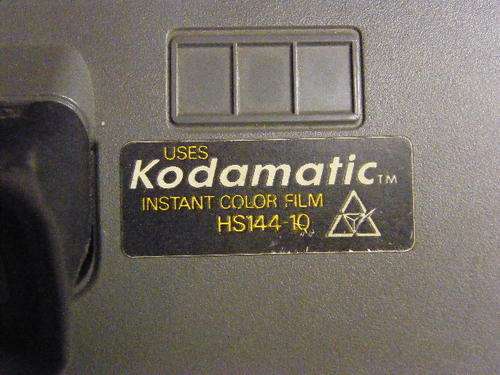 USES
Kodamatic™
INSTANT COLOR FILM
HS144-10